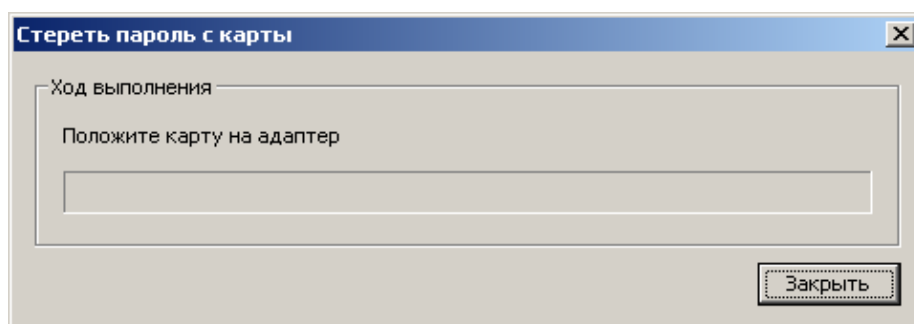 Стереть пароль с карты
Ход выполнения
Положите карту на адаптер
Закрыть